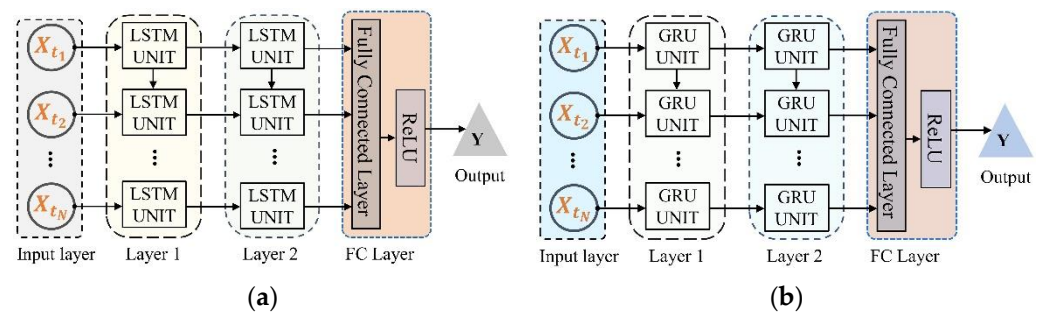 X_{t_1}
LSTM
UNIT
LSTM
UNIT
X_{t_2}
LSTM
UNIT
LSTM
UNIT
...
...
...
X_{t_N}
LSTM
UNIT
LSTM
UNIT
Fully Connected Layer
ReLU
Y
Output
Input layer
Layer 1
Layer 2
FC Layer
(a)
X_{t_1}
GRU
UNIT
GRU
UNIT
X_{t_2}
GRU
UNIT
GRU
UNIT
...
...
...
X_{t_N}
GRU
UNIT
GRU
UNIT
Fully Connected Layer
ReLU
Y
Output
Input layer
Layer 1
Layer 2
FC Layer
(b)